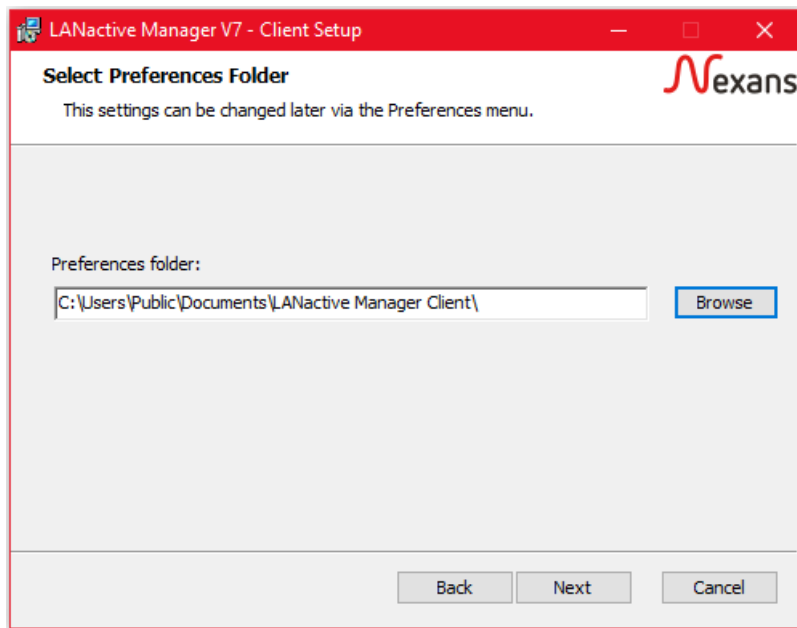 LANactive Manager V7 - Client Setup
Select Preferences Folder
This settings can be changed later via the Preferences menu.
Nexans
Preferences folder:
C:\Users\Public\Documents\LANactive Manager Client\
Browse
Back
Next
Cancel